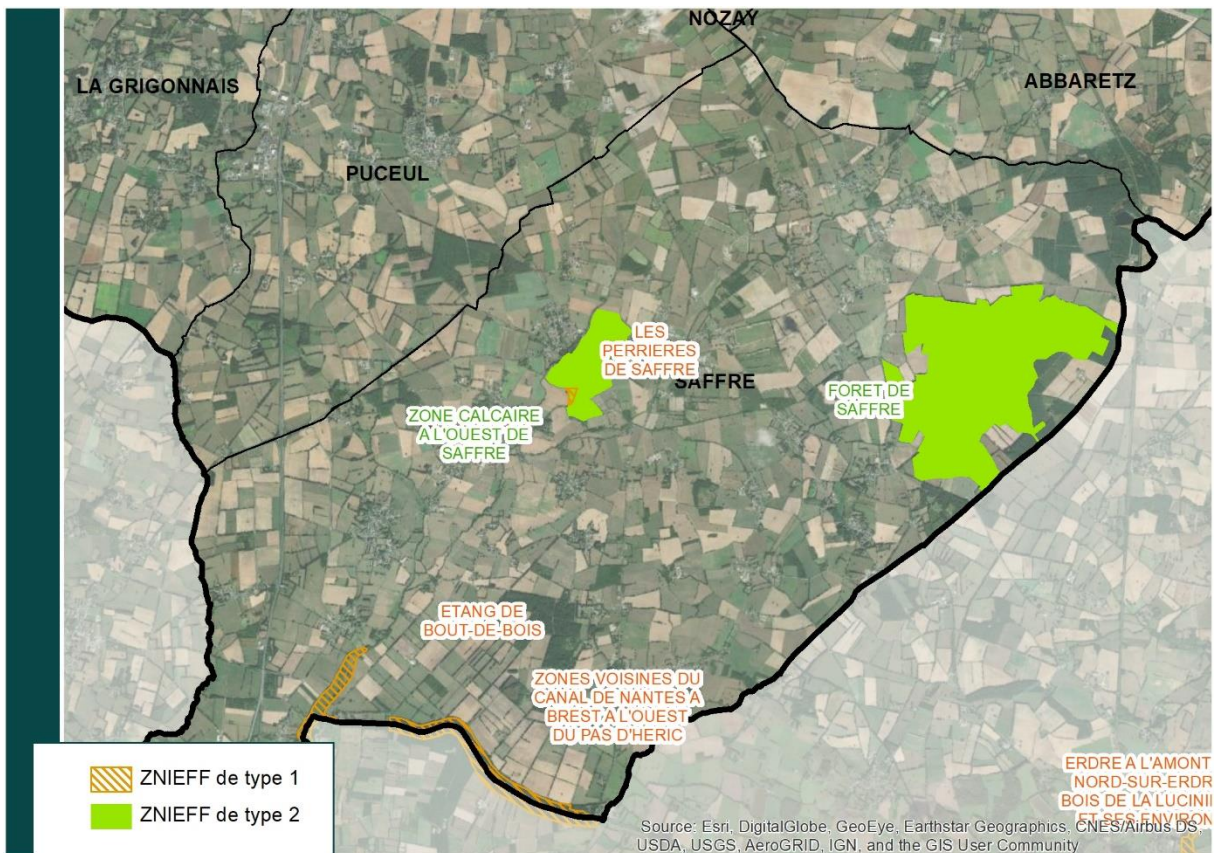 NOZAY
LA GRIGONNAIS
ABBARETZ
PUCEUL
LES
PERRIERES
DE SAFFRE
SAFFRE
FORET DE
SAFFRE
ZONE CALCAIRE
A L'OUEST DE
SAFFRE
ETANG DE
BOUT-DE-BOIS
ZONES VOISINES DU
CANAL DE NANTES A
BREST A L'OUEST
DU PAS D'HERIC
ERDRE A L'AMONT
NORD-SUR-ERDR
BOIS DE LA LUCINI
ET SES ENVIRON
ZNIEFF de type 1
ZNIEFF de type 2
Source: Esri, DigitalGlobe, GeoEye, Earthstar Geographics, CNES/Airbus DS,
USDA, USGS, AeroGRID, IGN, and the GIS User Community